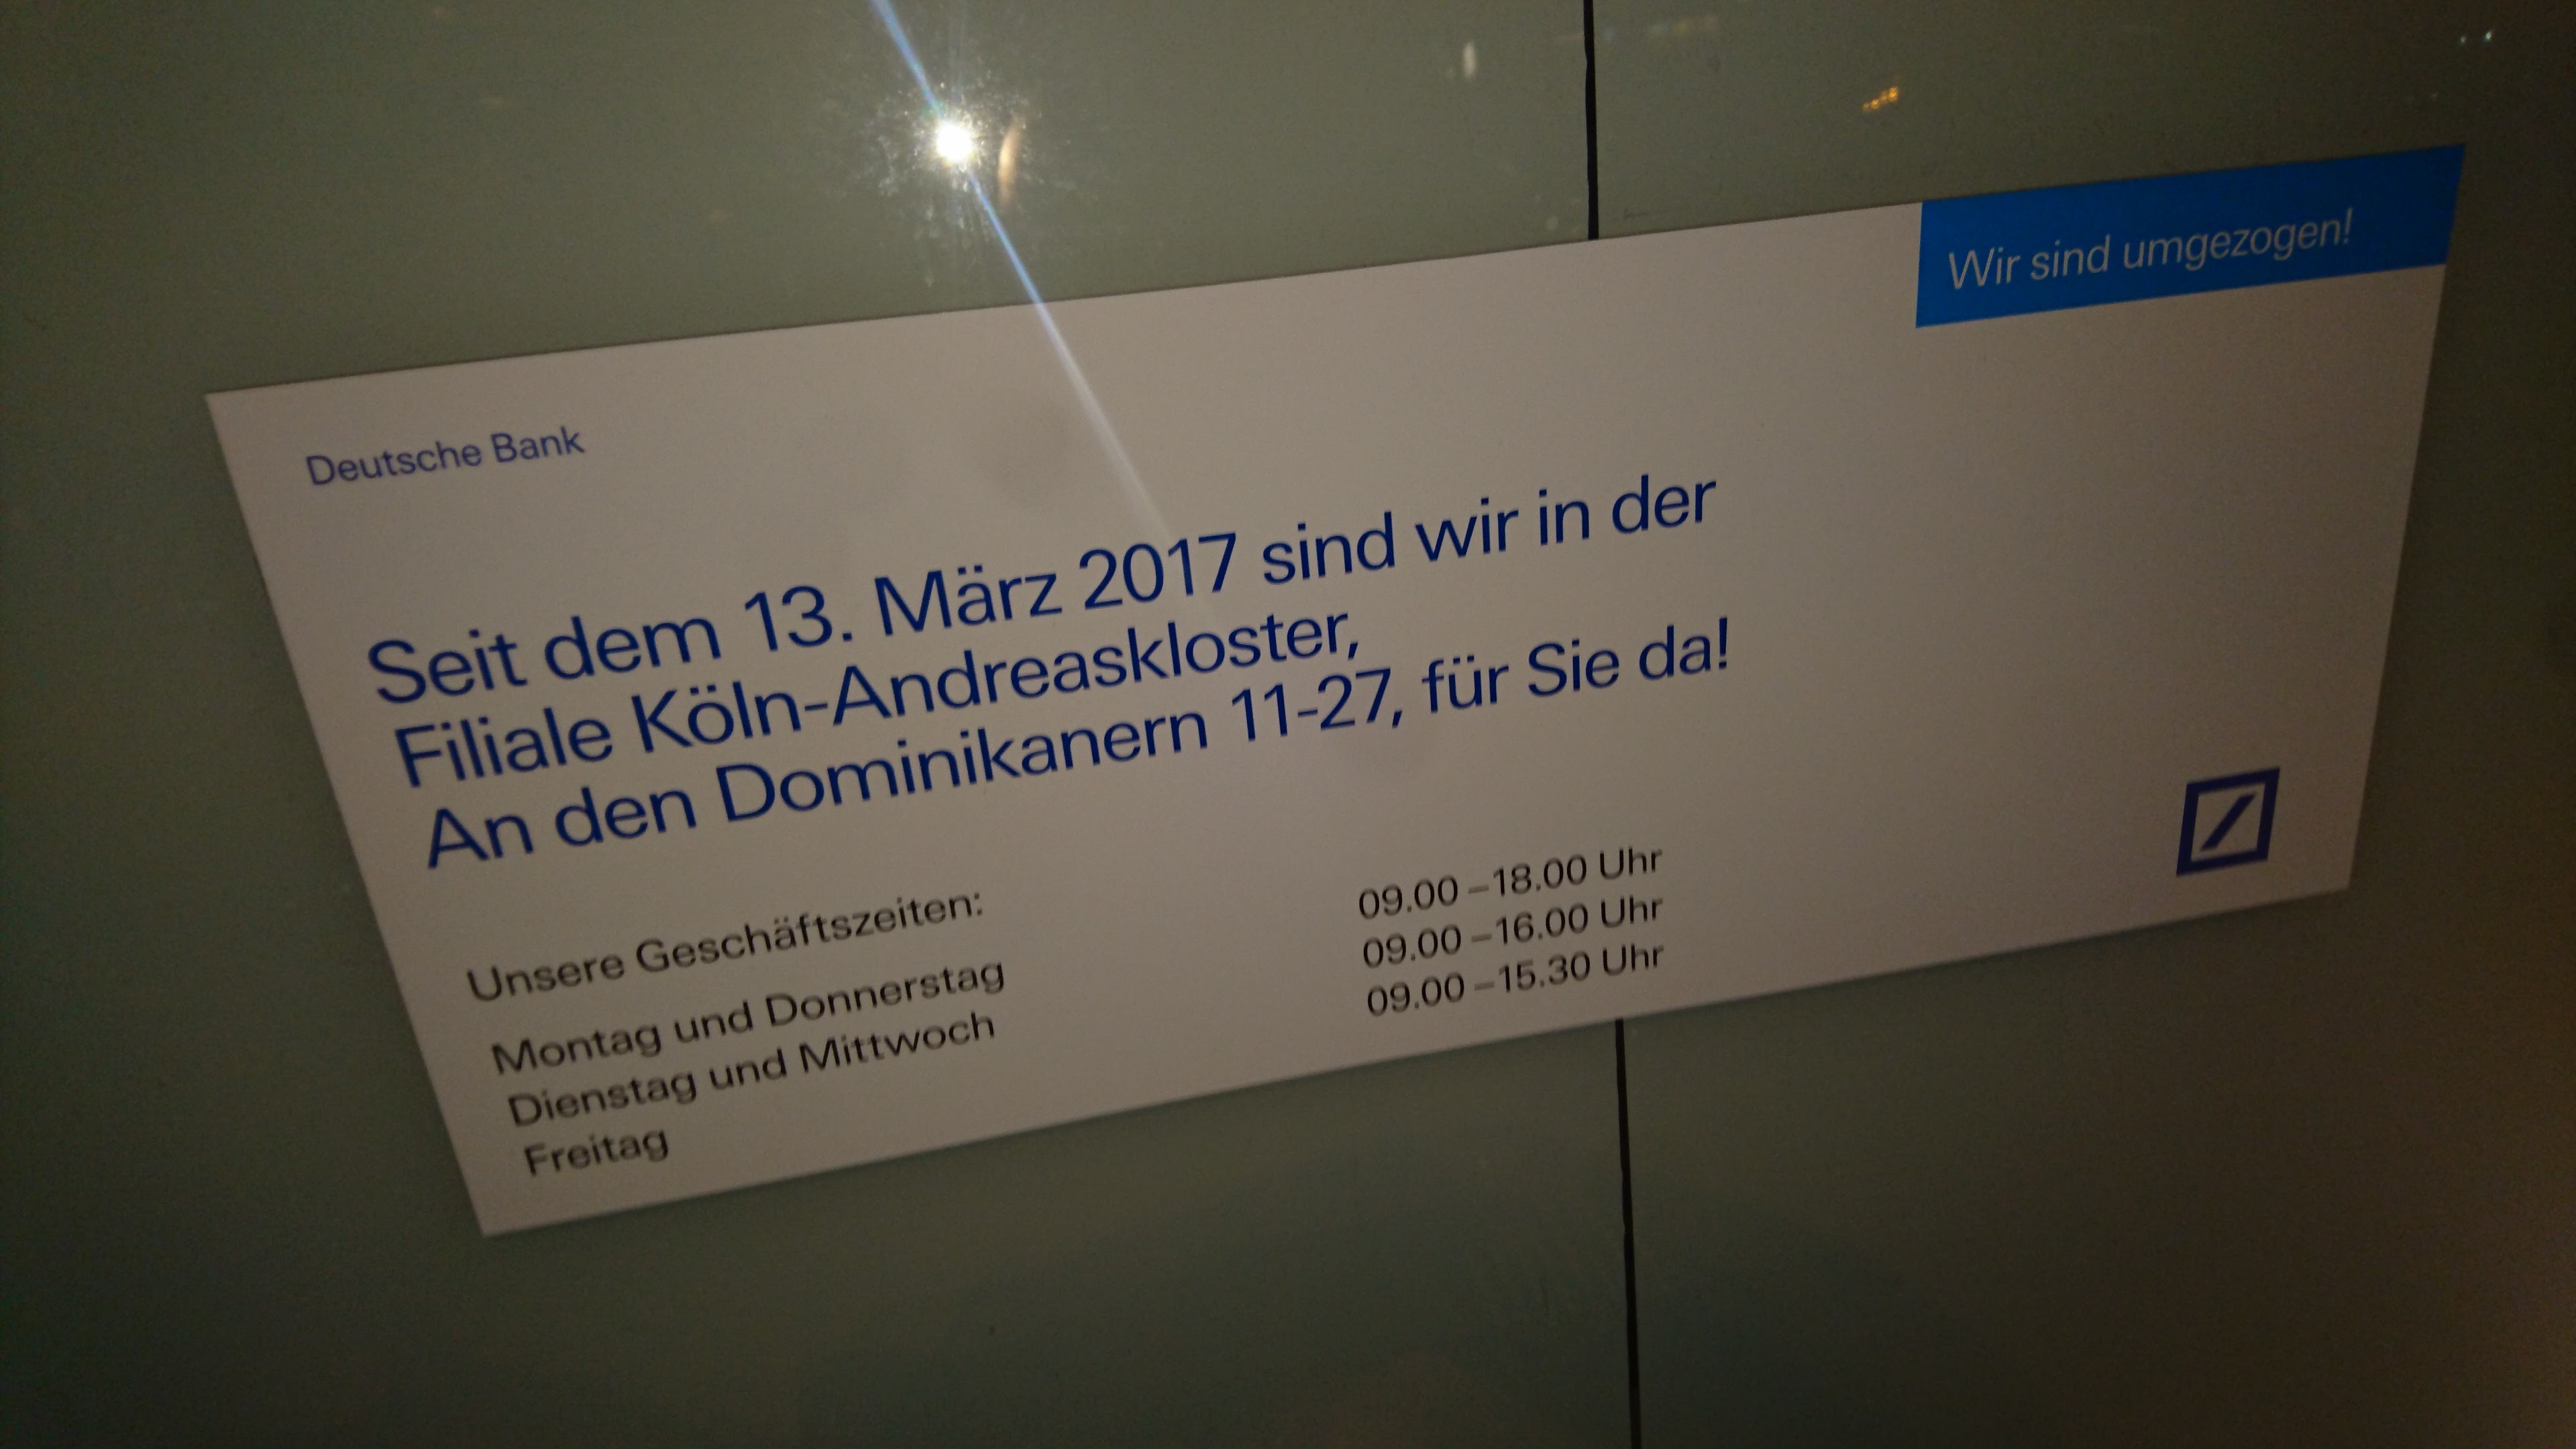 Wir sind umgezogen!
Deutsche Bank
Seit dem 13. März 2017 sind wir in der
Filiale Köln-Andreaskloster,
An den Dominikanern 11-27, für Sie da!
Unsere Geschäftszeiten:
Montag und Donnerstag 09.00 – 18.00 Uhr
Dienstag und Mittwoch 09.00 – 16.00 Uhr
Freitag 09.00 – 15.30 Uhr